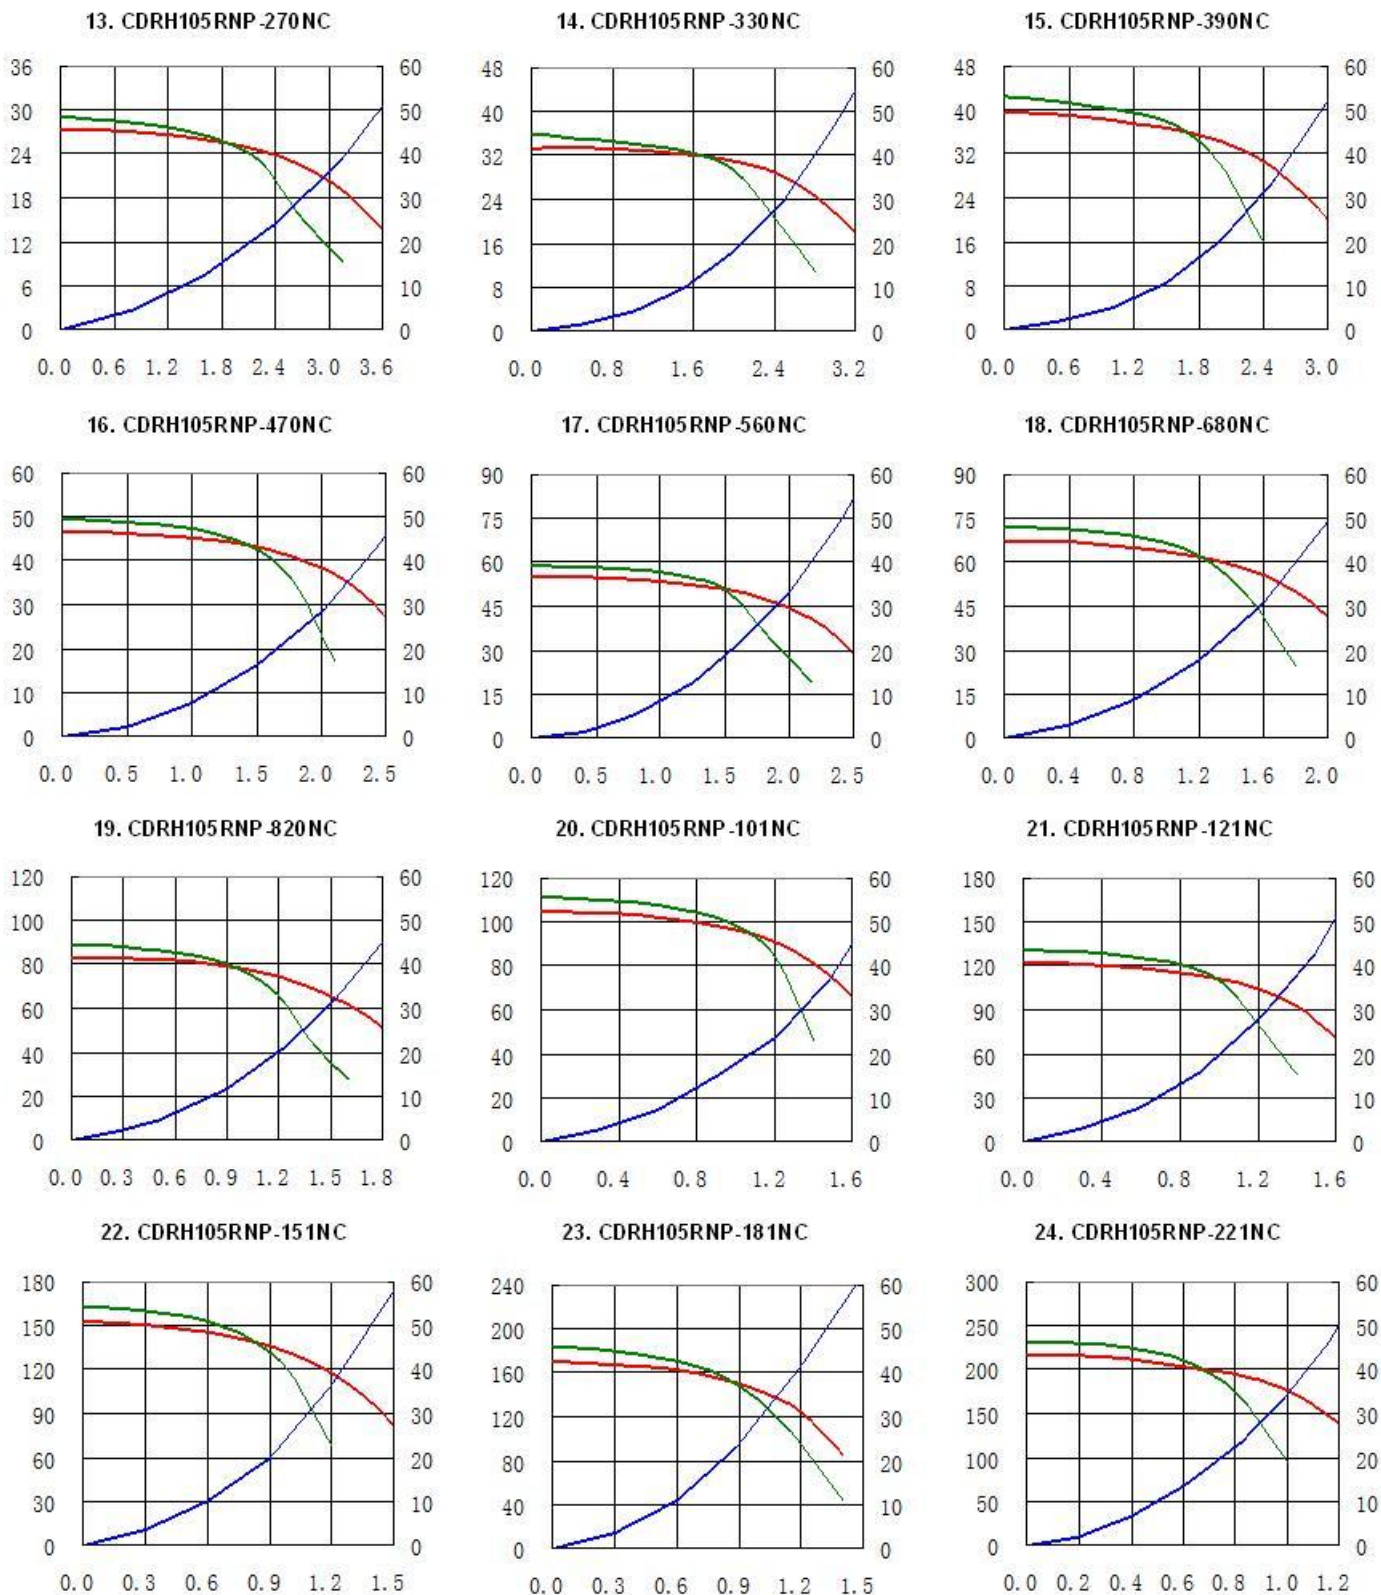 13. CDRH105RNP-270NC
14. CDRH105RNP-330NC
15. CDRH105RNP-390NC
36 60 48 60 48 60
30 50 40 50 40 50
24 40 32 40 32 40
18 30 24 30 24 30
12 20 16 20 16 20
6 10 8 10 8 10
0 0 0 0 0 0
0.0 0.6 1.2 1.8 2.4 3.0 3.6
0.0 0.8 1.6 2.4 3.2
0.0 0.6 1.2 1.8 2.4 3.0
16. CDRH105RNP-470NC
17. CDRH105RNP-560NC
18. CDRH105RNP-680NC
60 60 90 60 90 60
50 50 75 50 75 50
40 40 60 40 60 40
30 30 45 30 45 30
20 20 30 20 30 20
10 10 15 10 15 10
0 0 0 0 0 0
0.0 0.5 1.0 1.5 2.0 2.5
0.0 0.5 1.0 1.5 2.0 2.5
0.0 0.4 0.8 1.2 1.6 2.0
19. CDRH105RNP-820NC
20. CDRH105RNP-101NC
21. CDRH105RNP-121NC
120 60 120 60 180 60
100 50 100 50 150 50
80 40 80 40 120 40
60 30 60 30 90 30
40 20 40 20 60 20
20 10 20 10 30 10
0 0 0 0 0 0
0.0 0.3 0.6 0.9 1.2 1.5 1.8
0.0 0.4 0.8 1.2 1.6
0.0 0.4 0.8 1.2 1.6
22. CDRH105RNP-151NC
23. CDRH105RNP-181NC
24. CDRH105RNP-221NC
180 60 240 60 300 60
150 50 200 50 250 50
120 40 160 40 200 40
90 30 120 30 150 30
60 20 80 20 100 20
30 10 40 10 50 10
0 0 0 0 0 0
0.0 0.3 0.6 0.9 1.2 1.5
0.0 0.3 0.6 0.9 1.2 1.5
0.0 0.2 0.4 0.6 0.8 1.0 1.2